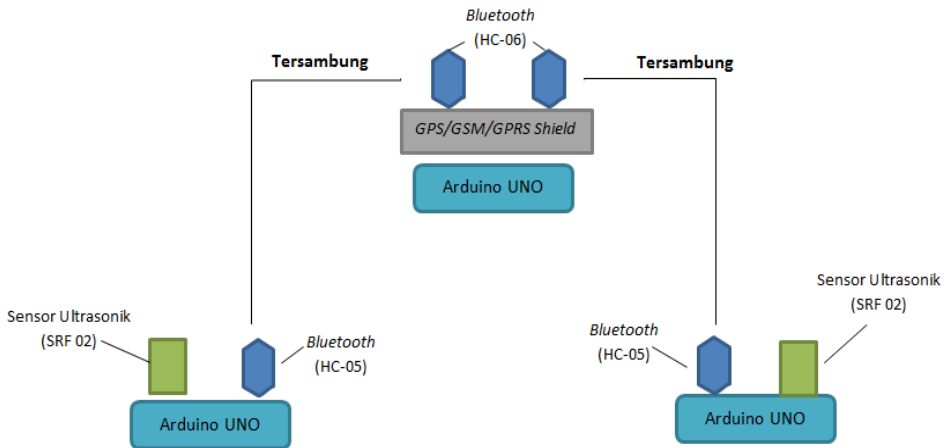 Bluetooth
(HC-06)
Tersambung
Tersambung
GPS/GSM/GPRS Shield
Arduino UNO
Sensor Ultrasonik
(SRF 02)
Bluetooth
(HC-05)
Arduino UNO
Sensor Ultrasonik
(SRF 02)
Bluetooth
(HC-05)
Arduino UNO